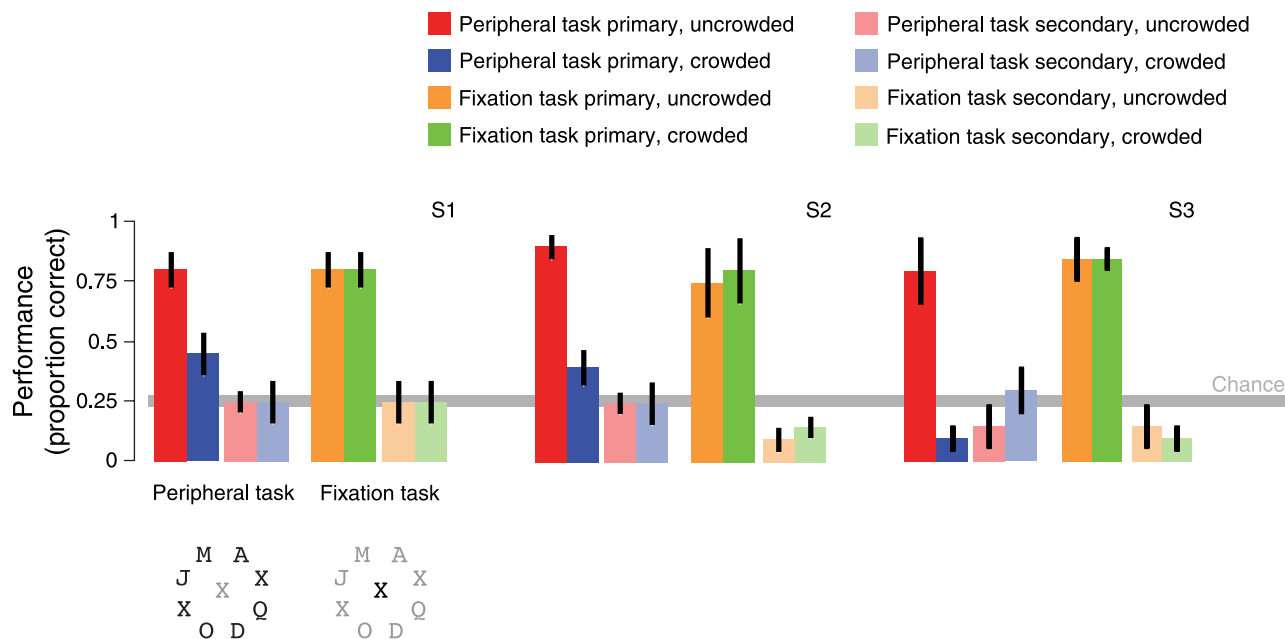 Peripheral task primary, uncrowded
Peripheral task primary, crowded
Fixation task primary, uncrowded
Fixation task primary, crowded
Peripheral task secondary, uncrowded
Peripheral task secondary, crowded
Fixation task secondary, uncrowded
Fixation task secondary, crowded
S1
S2
S3
Performance
(proportion correct)
1
0.75
0.5
0.25
0
Chance
Peripheral task
Fixation task
M A
J X
X
X Q
O D
M A
J X
X
X Q
O D